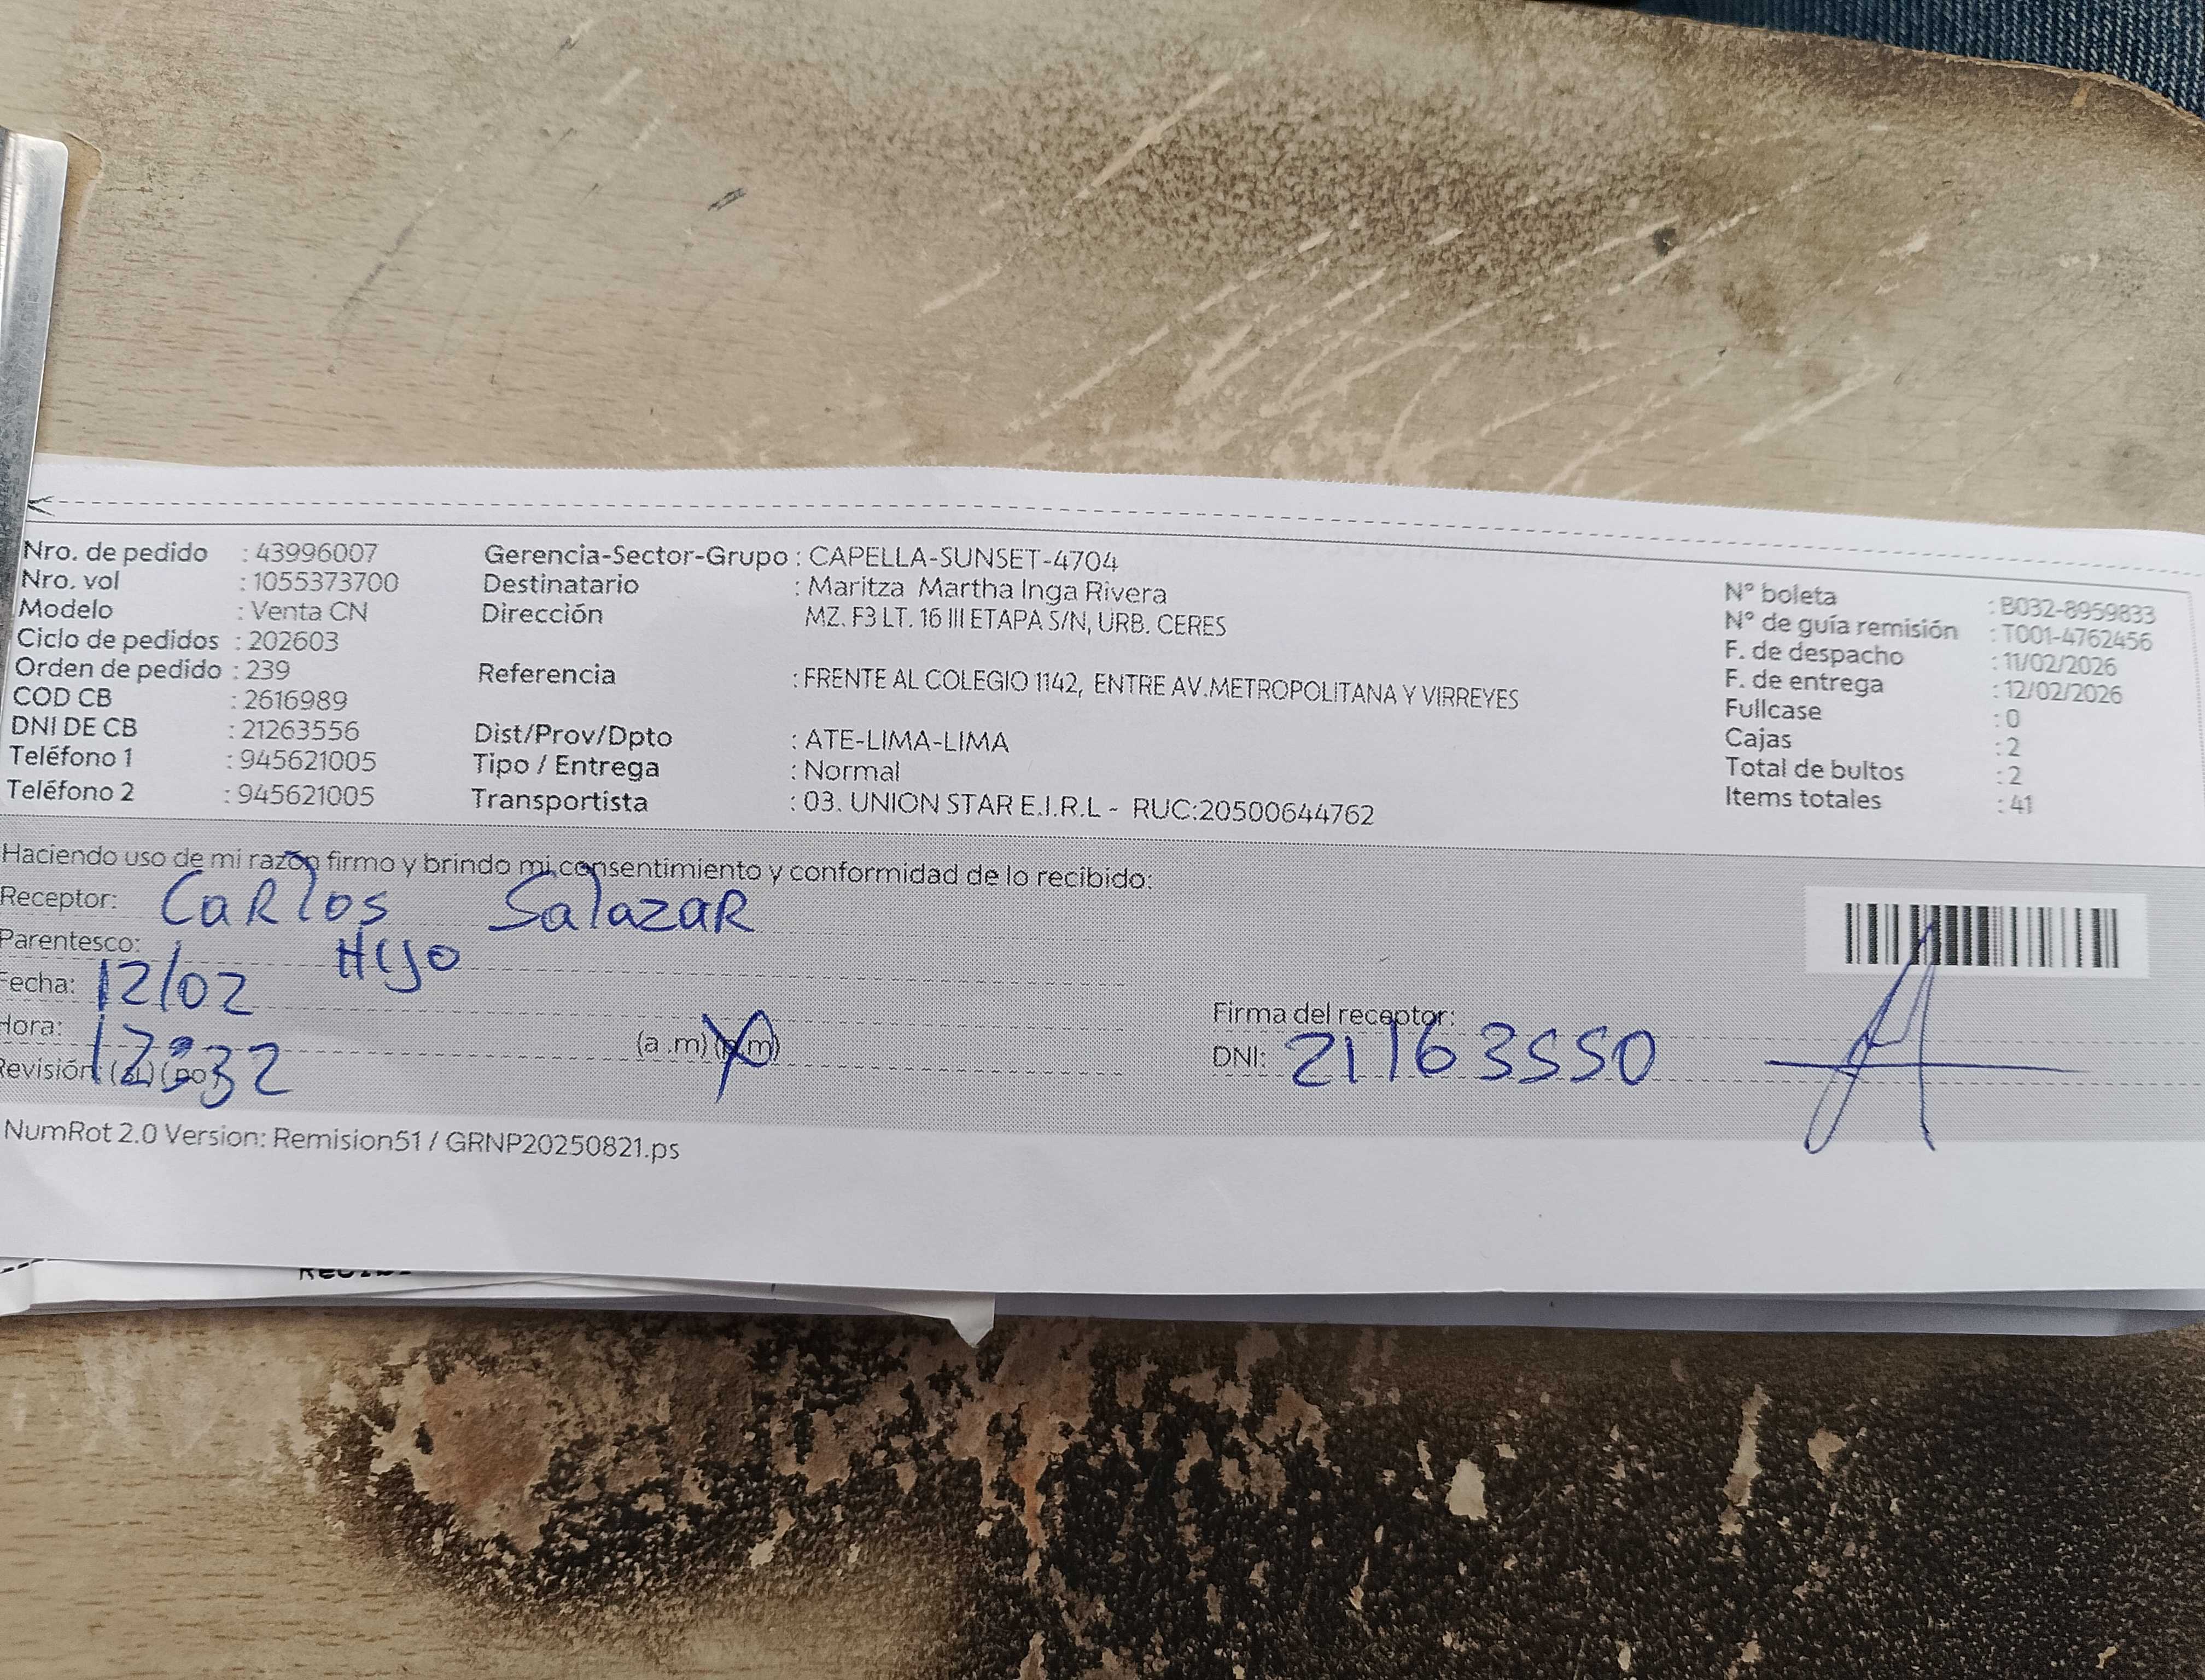 Nro. de pedido : 43996007
Nro. vol : 1055373700
Modelo : Venta CN
Ciclo de pedidos : 202603
Orden de pedido : 239
COD CB : 2616989
DNI DE CB : 21263556
Teléfono 1 : 945621005
Teléfono 2 : 945621005
Gerencia-Sector-Grupo : CAPELLA-SUNSET-4704
Destinatario : Maritza Martha Inga Rivera
Dirección MZ. F3 LT. 16 III ETAPA S/N, URB. CERES
Referencia : FRENTE AL COLEGIO 1142, ENTRE AV.METROPOLITANA Y VIRREYES
Dist/Prov/Dpto : ATE-LIMA-LIMA
Tipo / Entrega : Normal
Transportista : 03. UNION STAR E.I.R.L - RUC:20500644762
N° boleta : B032-8959833
N° de guía remisión : T001-4762456
F. de despacho : 11/02/2026
F. de entrega : 12/02/2026
Fullcase : 0
Cajas : 2
Total de bultos : 2
Items totales : 41
Haciendo uso de mi razón firmo y brindo mi consentimiento y conformidad de lo recibido:
Receptor: CaRlos SalazaR
Parentesco: Hijo
Fecha: 12/02
Hora: 12:32 (a .m) (p.m)
Revisión: (si) (no)
Firma del receptor:
DNI: 21163550
NumRot 2.0 Version: Remision51 / GRNP20250821.ps